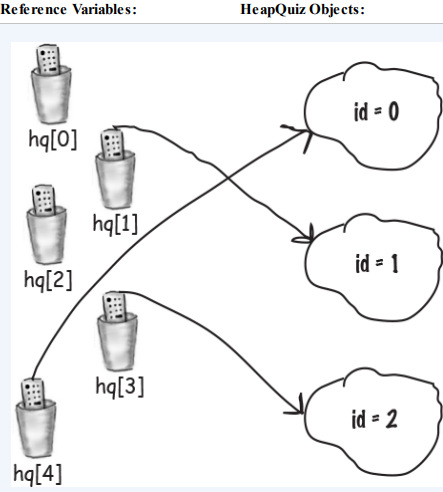 Reference Variables:
HeapQuiz Objects:
hq[0]
id = 0
hq[1]
hq[2]
id = 1
hq[3]
id = 2
hq[4]